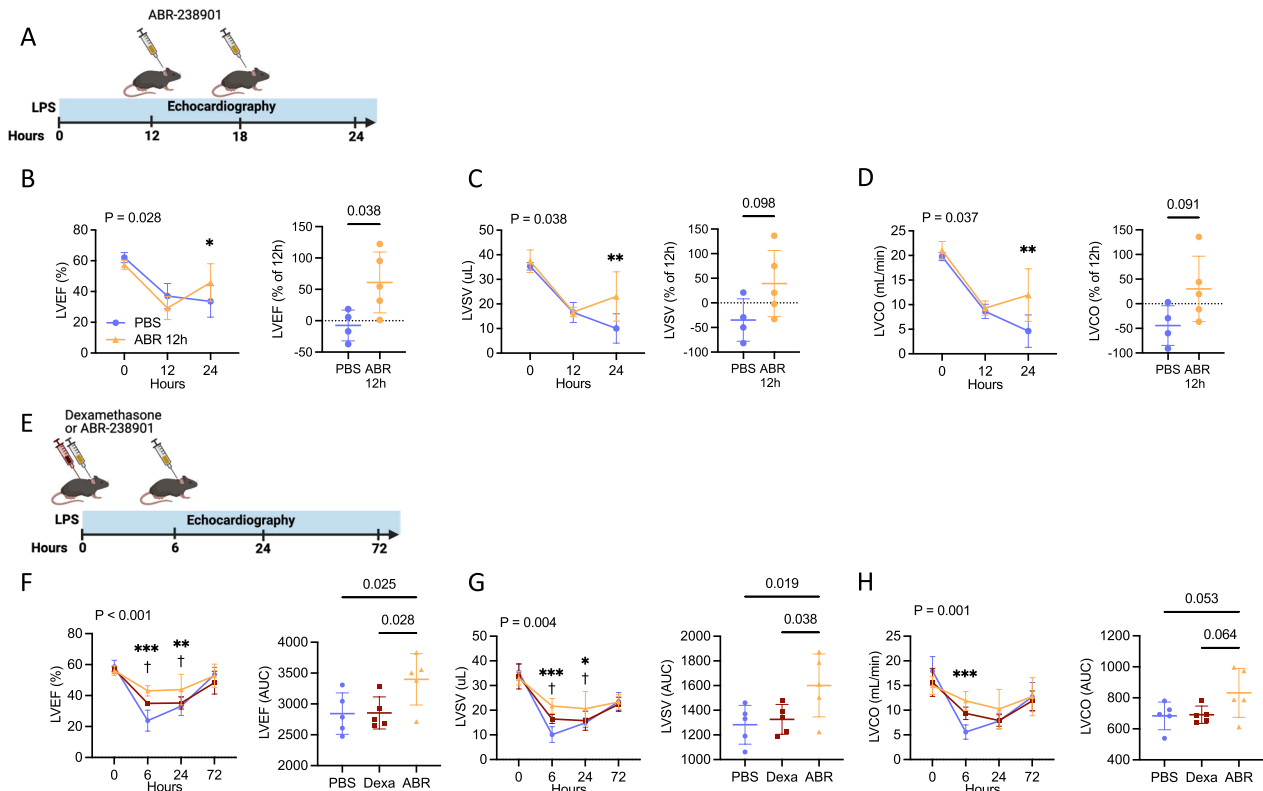 A
ABR-238901
LPS
Echocardiography
Hours
0
12
18
24
B
P = 0.028
LVEF (%)
80
60
40
20
0
*
PBS
ABR 12h
0
12
24
Hours
0.038
LVEF (% of 12h)
150
100
50
0
-50
PBS ABR
12h
C
P = 0.038
LVSV (uL)
50
40
30
20
10
0
**
0
12
24
Hours
0.098
LVSV (% of 12h)
150
100
50
0
-50
-100
PBS ABR
12h
D
P = 0.037
LVCO (mL/min)
25
20
15
10
5
0
**
0
12
24
Hours
0.091
LVCO (% of 12h)
150
100
50
0
-50
-100
PBS ABR
12h
E
Dexamethasone
or ABR-238901
LPS
Echocardiography
Hours
0
6
24
72
F
P < 0.001
LVEF (%)
80
60
40
20
0
***
†
**
†
0
6
24
72
Hours
0.025
0.028
LVEF (AUC)
4000
3500
3000
2500
2000
PBS Dexa ABR
G
P = 0.004
LVSV (uL)
50
40
30
20
10
0
***
†
*
†
0
6
24
72
Hours
0.019
0.038
LVSV (AUC)
2000
1800
1600
1400
1200
1000
PBS Dexa ABR
H
P = 0.001
LVCO (mL/min)
25
20
15
10
5
0
***
0
6
24
72
Hours
0.053
0.064
LVCO (AUC)
1200
1000
800
600
400
PBS Dexa ABR